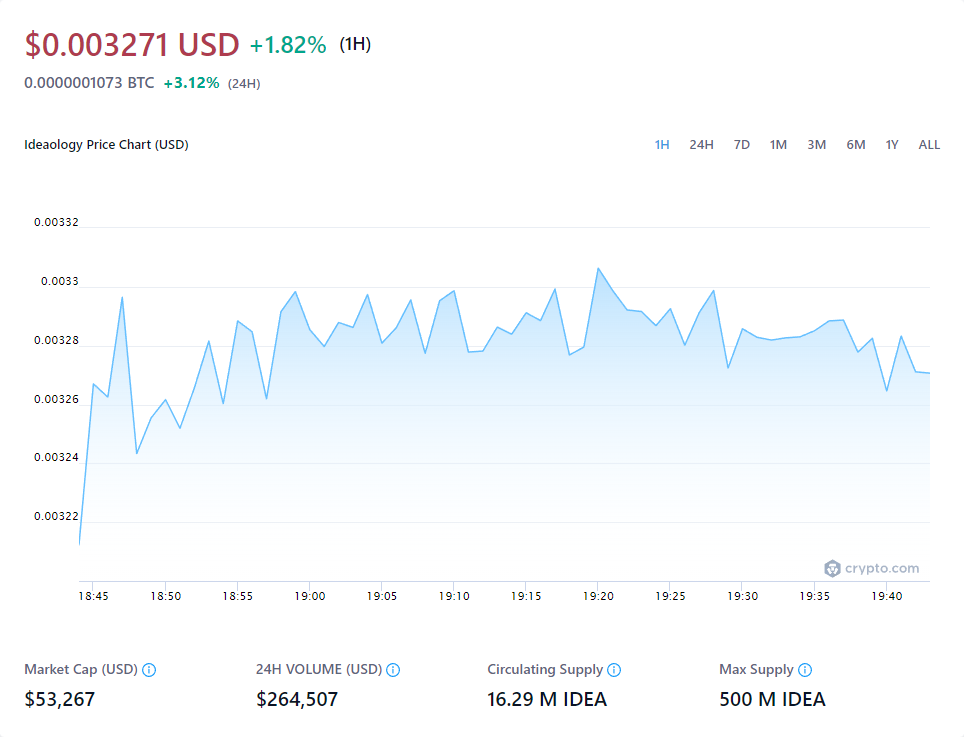 $0.003271 USD +1.82% (1H)
0.0000001073 BTC +3.12% (24H)
Ideaology Price Chart (USD)
1H 24H 7D 1M 3M 6M 1Y ALL
0.00332
0.0033
0.00328
0.00326
0.00324
0.00322
crypto.com
18:45 18:50 18:55 19:00 19:05 19:10 19:15 19:20 19:25 19:30 19:35 19:40
Market Cap (USD) 24H VOLUME (USD) Circulating Supply Max Supply
$53,267 $264,507 16.29 M IDEA 500 M IDEA